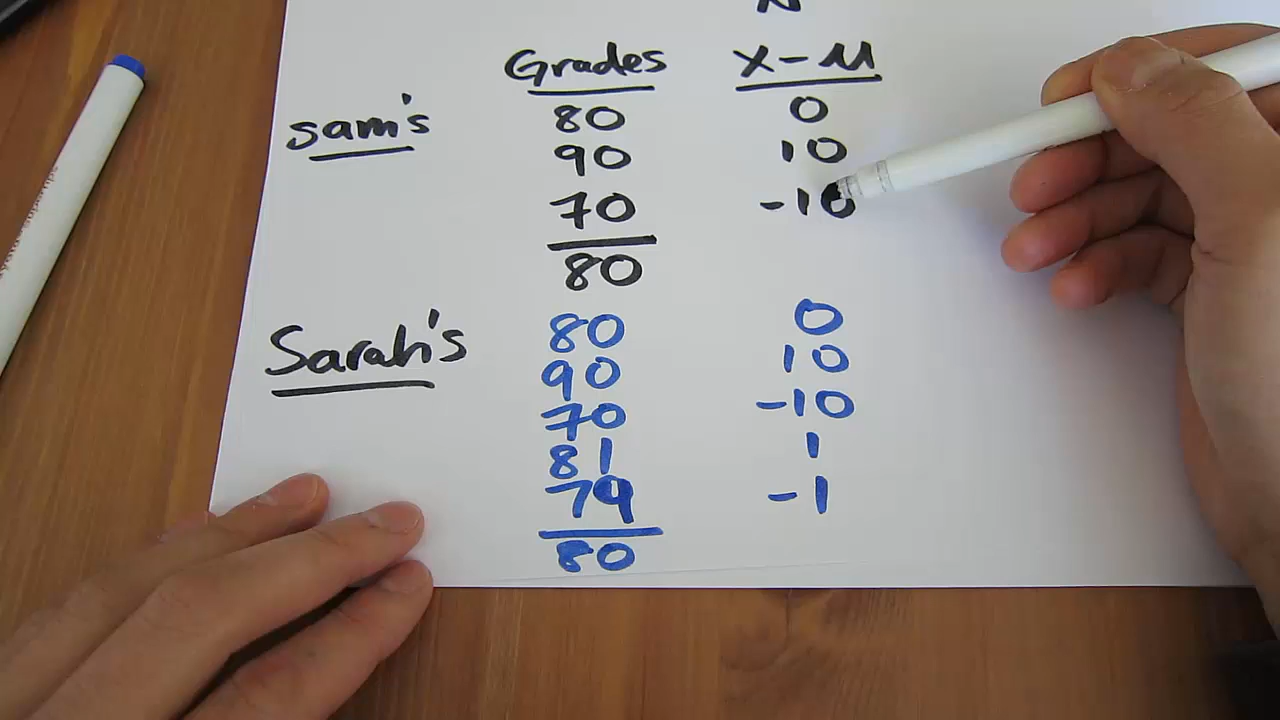 Grades X-μ
Sam's 80 0
90 10
70 -10
80
Sarah's 80 0
90 10
70 -10
81 1
79 -1
80